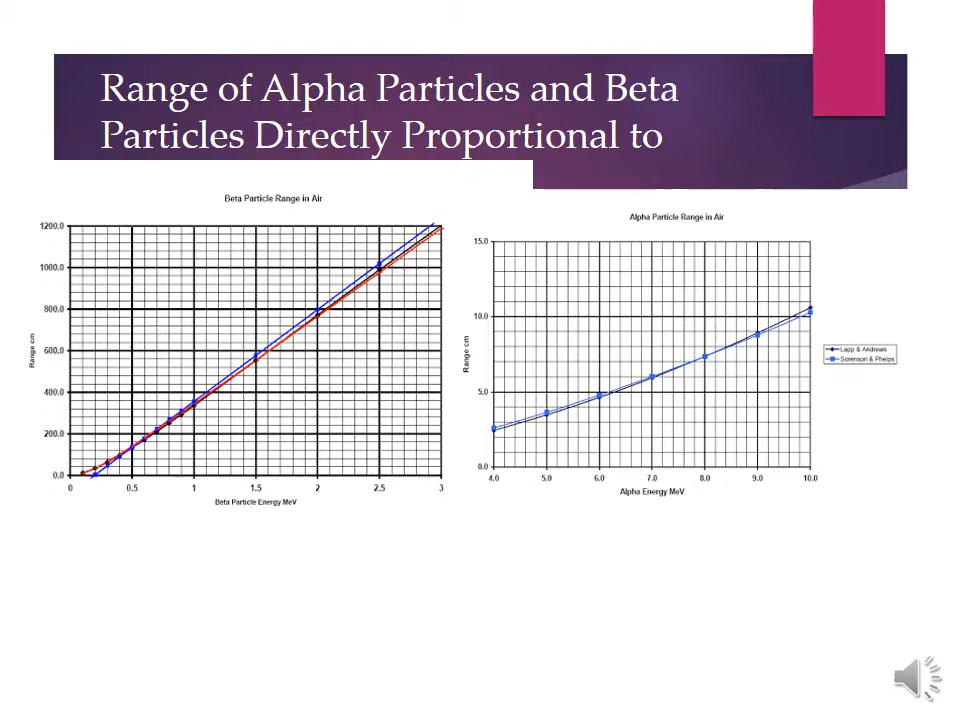 Range of Alpha Particles and Beta
Particles Directly Proportional to
Beta Particle Range in Air
1200.0
1000.0
800.0
600.0
400.0
200.0
0.0
Range cm
0 0.5 1 1.5 2 2.5 3
Beta Particle Energy MeV
Alpha Particle Range in Air
15.0
10.0
5.0
0.0
Range cm
4.0 5.0 6.0 7.0 8.0 9.0 10.0
Alpha Energy MeV
Lapp & Andrews
Sorenson & Phelps